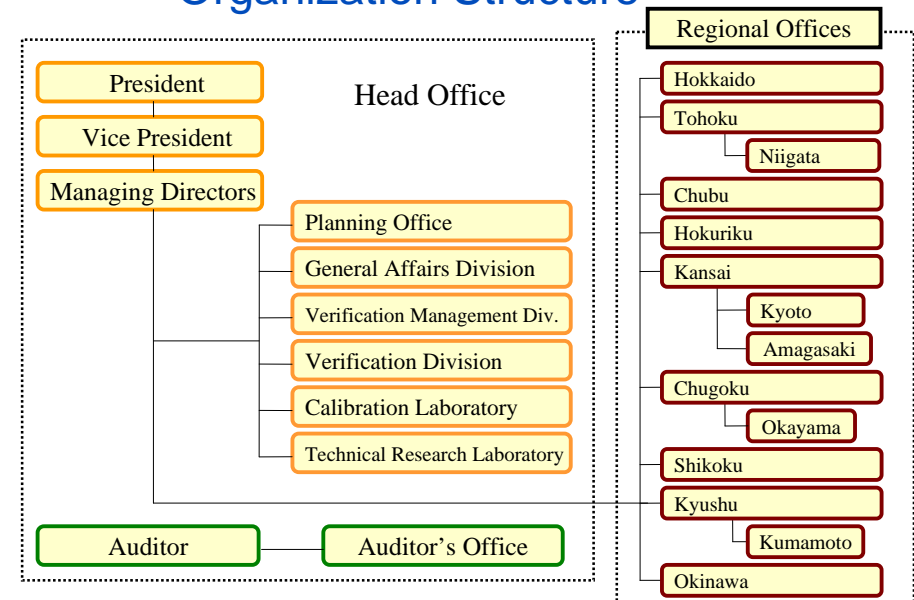 Organization Structure
Head Office
President
Vice President
Managing Directors
Planning Office
General Affairs Division
Verification Management Div.
Verification Division
Calibration Laboratory
Technical Research Laboratory
Auditor
Auditor's Office
Regional Offices
Hokkaido
Tohoku
Niigata
Chubu
Hokuriku
Kansai
Kyoto
Amagasaki
Chugoku
Okayama
Shikoku
Kyushu
Kumamoto
Okinawa